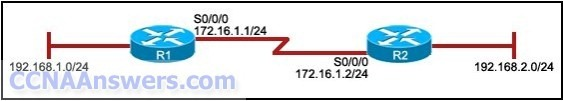 S0/0/0
172.16.1.1/24
R1
192.168.1.0/24
S0/0/0
172.16.1.2/24
R2
192.168.2.0/24
CCNAAnswers.com